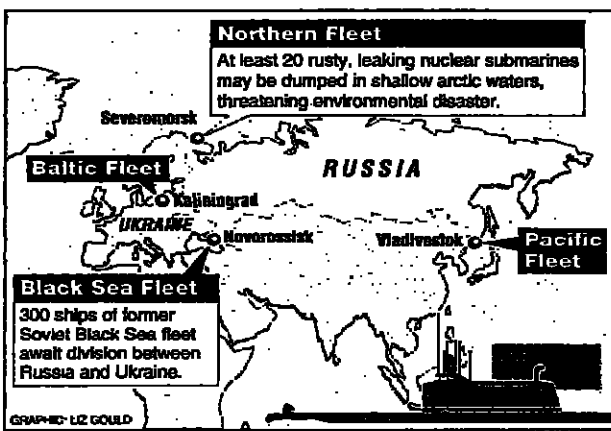 Northern Fleet
At least 20 rusty, leaking nuclear submarines
may be dumped in shallow arctic waters,
threatening environmental disaster.
Severomorsk
RUSSIA
Baltic Fleet
Kaliningrad
UKRAINE
Novorossisk
Vladivostok
Pacific
Fleet
Black Sea Fleet
300 ships of former
Soviet Black Sea fleet
await division between
Russia and Ukraine.
GRAPHIC: LIZ GOULD